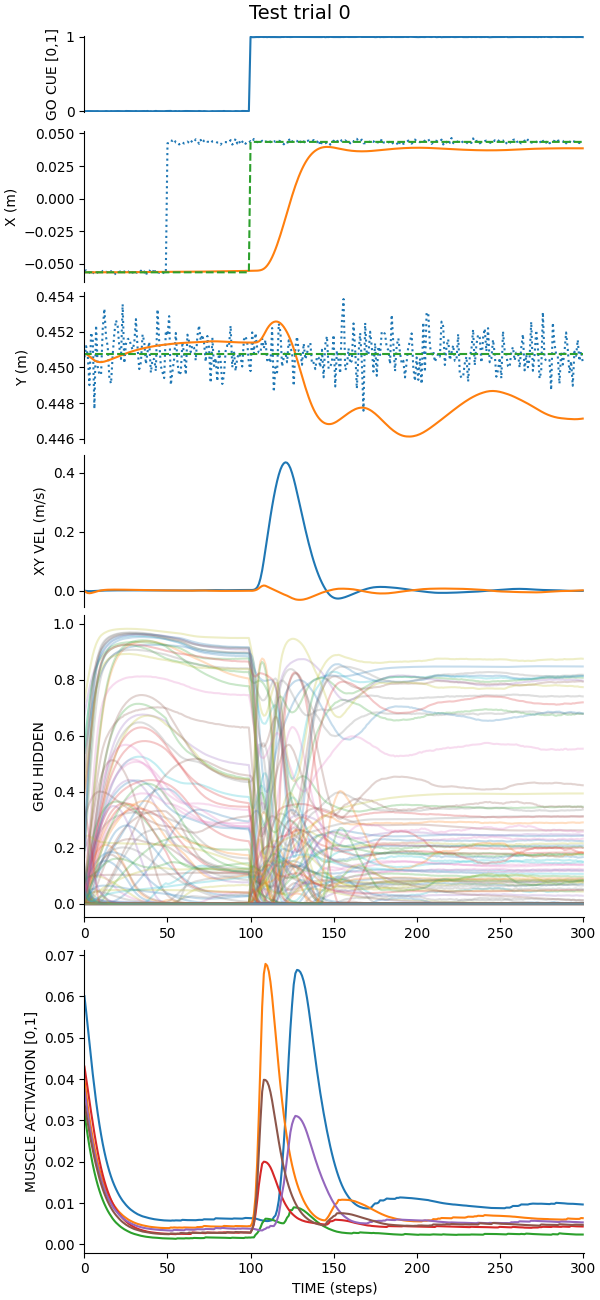 Test trial 0
GO CUE [0,1]
1
0
X (m)
0.050
0.025
0.000
−0.025
−0.050
Y (m)
0.454
0.452
0.450
0.448
0.446
XY VEL (m/s)
0.4
0.2
0.0
GRU HIDDEN
1.0
0.8
0.6
0.4
0.2
0.0
0 50 100 150 200 250 300
MUSCLE ACTIVATION [0,1]
0.07
0.06
0.05
0.04
0.03
0.02
0.01
0.00
0 50 100 150 200 250 300
TIME (steps)